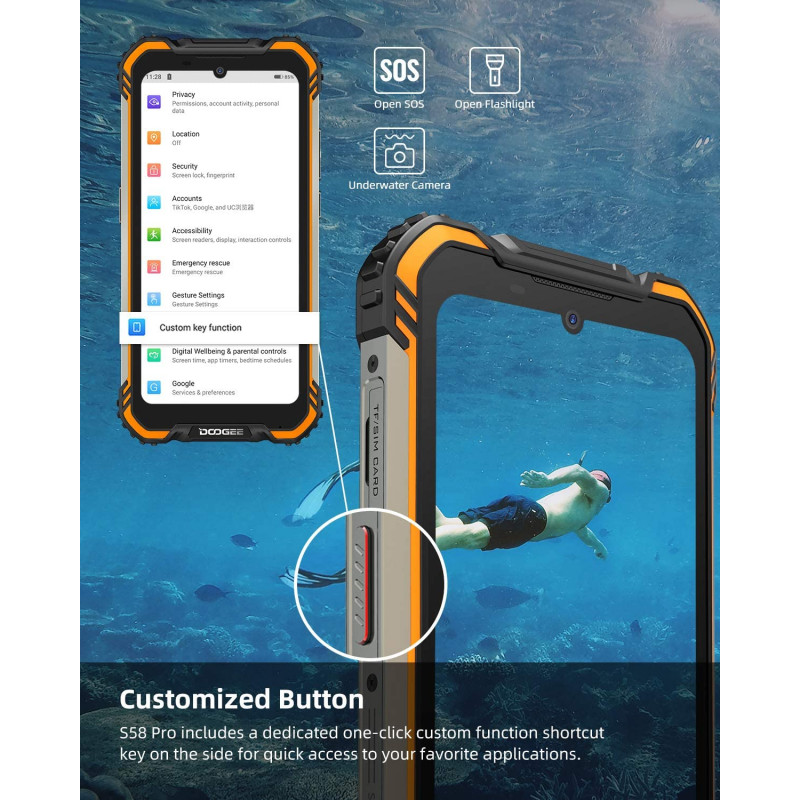 11:28
85%
Privacy
Permissions, account activity, personal
data
Location
Off
Security
Screen lock, fingerprint
Accounts
TikTok, Google, and UC浏览器
Accessibility
Screen readers, display, interaction controls
Emergency rescue
Emergency rescue
Gesture Settings
Gesture Settings
Custom key function
Digital Wellbeing & parental controls
Screen time, app timers, bedtime schedules
Google
Services & preferences
DOOGEE
SOS
Open SOS
Open Flashlight
Underwater Camera
TF/SIM CARD
Customized Button
S58 Pro includes a dedicated one-click custom function shortcut
key on the side for quick access to your favorite applications.